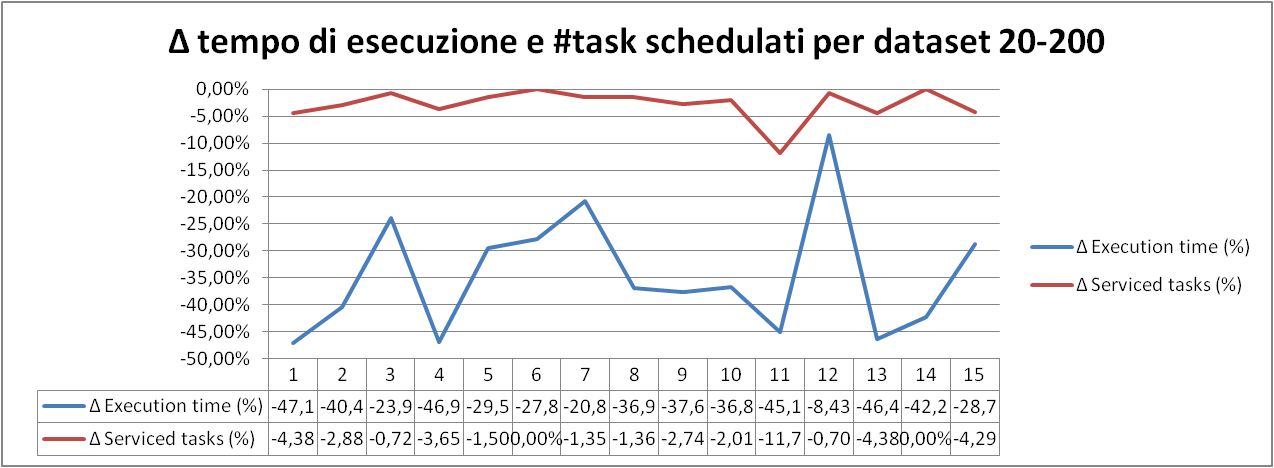 Δ tempo di esecuzione e #task schedulati per dataset 20-200
0,00%
-5,00%
-10,00%
-15,00%
-20,00%
-25,00%
-30,00%
-35,00%
-40,00%
-45,00%
-50,00%
Δ Execution time (%)
Δ Serviced tasks (%)
1 2 3 4 5 6 7 8 9 10 11 12 13 14 15
Δ Execution time (%) -47,1 -40,4 -23,9 -46,9 -29,5 -27,8 -20,8 -36,9 -37,6 -36,8 -45,1 -8,43 -46,4 -42,2 -28,7
Δ Serviced tasks (%) -4,38 -2,88 -0,72 -3,65 -1,50 0,00% -1,35 -1,36 -2,74 -2,01 -11,7 -0,70 -4,38 0,00% -4,29